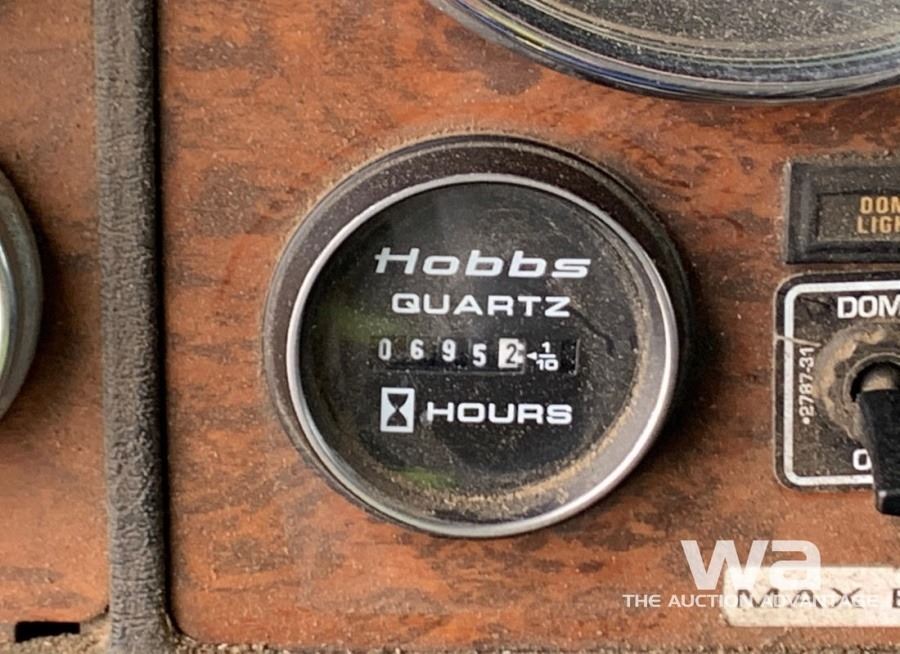 Hobbs
QUARTZ
0 6 9 5 2 1/10
HOURS
DOM
LIGH
DOM
•2787-31
O
wa
THE AUCTION ADVANTAGE